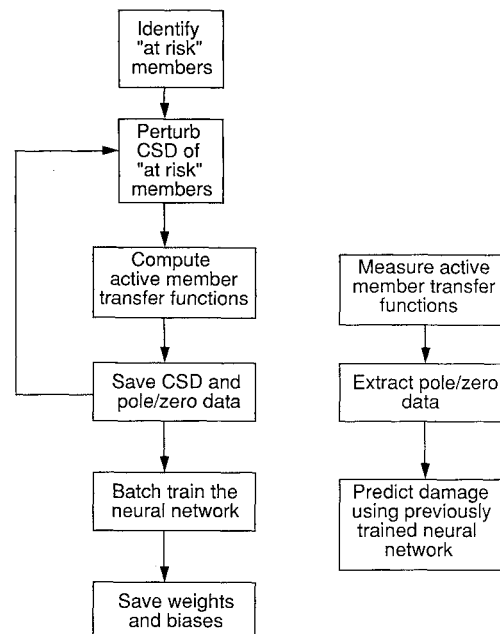 Identify
"at risk"
members
Perturb
CSD of
"at risk"
members
Compute
active member
transfer functions
Save CSD and
pole/zero data
Batch train the
neural network
Save weights
and biases
Measure active
member transfer
functions
Extract pole/zero
data
Predict damage
using previously
trained neural
network